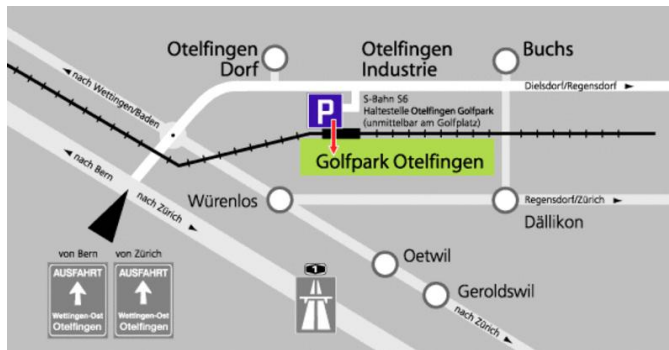 Otelfingen
Dorf
Otelfingen
Industrie
Buchs
nach Wettingen/Baden
Dielsdorf/Regensdorf
P
S-Bahn S6
Haltestelle Otelfingen Golfpark
(unmittelbar am Golfplatz)
Golfpark Otelfingen
nach Bern
nach Zürich
Würenlos
Regensdorf/Zürich
Dällikon
von Bern
von Zürich
AUSFAHRT
Wettingen-Ost
Otelfingen
AUSFAHRT
Wettingen-Ost
Otelfingen
1
Oetwil
Geroldswil
nach Zürich